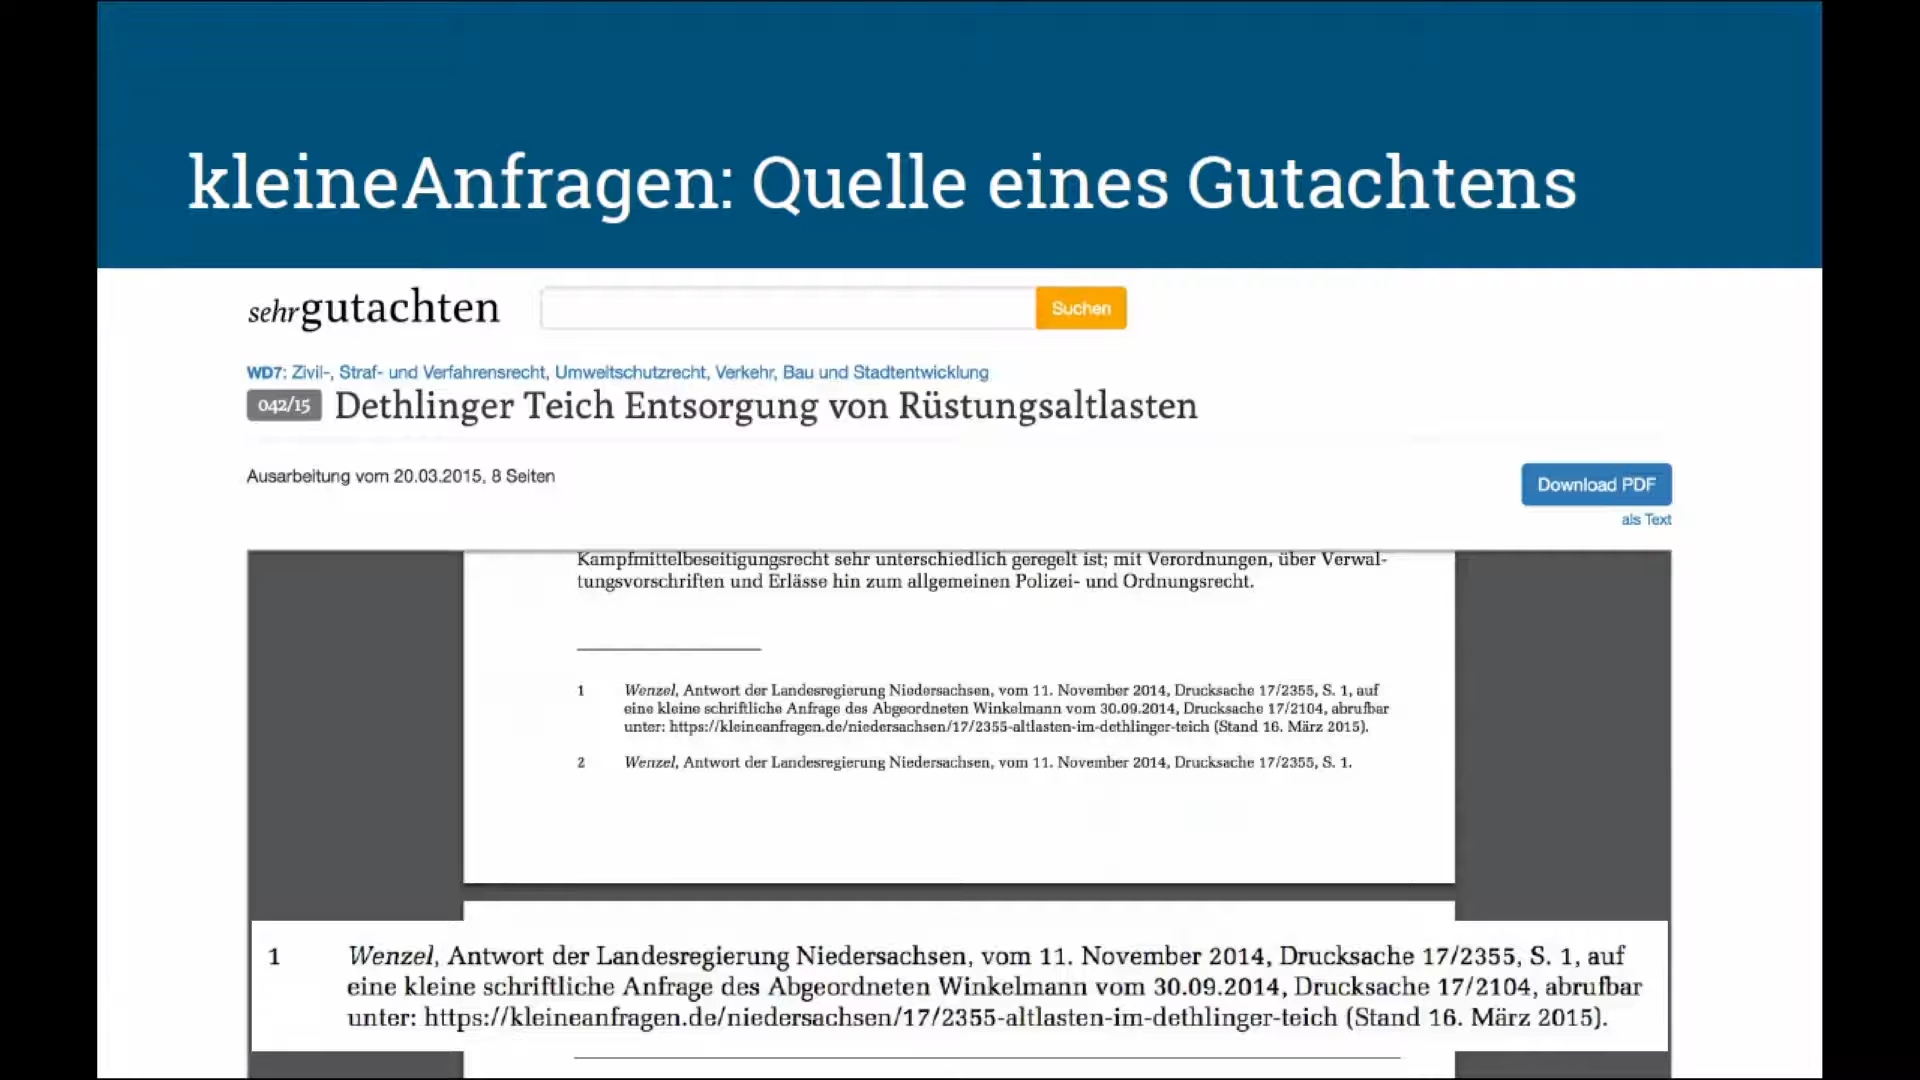 kleineAnfragen: Quelle eines Gutachtens
sehrgutachten
Suchen
WD7: Zivil-, Straf- und Verfahrensrecht, Umweltschutzrecht, Verkehr, Bau und Stadtentwicklung
042/15 Dethlinger Teich Entsorgung von Rüstungsaltlasten
Ausarbeitung vom 20.03.2015, 8 Seiten
Download PDF
als Text
Kampfmittelbeseitigungsrecht sehr unterschiedlich geregelt ist; mit Verordnungen, über Verwal-
tungsvorschriften und Erlässe hin zum allgemeinen Polizei- und Ordnungsrecht.
1 Wenzel, Antwort der Landesregierung Niedersachsen, vom 11. November 2014, Drucksache 17/2355, S. 1, auf
eine kleine schriftliche Anfrage des Abgeordneten Winkelmann vom 30.09.2014, Drucksache 17/2104, abrufbar
unter: https://kleineanfragen.de/niedersachsen/17/2355-altlasten-im-dethlinger-teich (Stand 16. März 2015).
2 Wenzel, Antwort der Landesregierung Niedersachsen, vom 11. November 2014, Drucksache 17/2355, S. 1.
1 Wenzel, Antwort der Landesregierung Niedersachsen, vom 11. November 2014, Drucksache 17/2355, S. 1, auf
eine kleine schriftliche Anfrage des Abgeordneten Winkelmann vom 30.09.2014, Drucksache 17/2104, abrufbar
unter: https://kleineanfragen.de/niedersachsen/17/2355-altlasten-im-dethlinger-teich (Stand 16. März 2015).